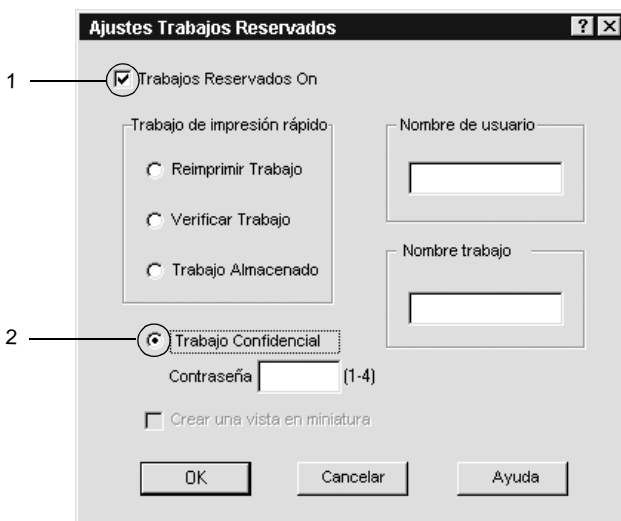 Ajustes Trabajos Reservados
? ×
1
Trabajos Reservados On
Trabajo de impresión rápido
Reimprimir Trabajo
Verificar Trabajo
Trabajo Almacenado
Nombre de usuario
Nombre trabajo
2
Trabajo Confidencial
Contraseña (1-4)
Crear una vista en miniatura
OK
Cancelar
Ayuda